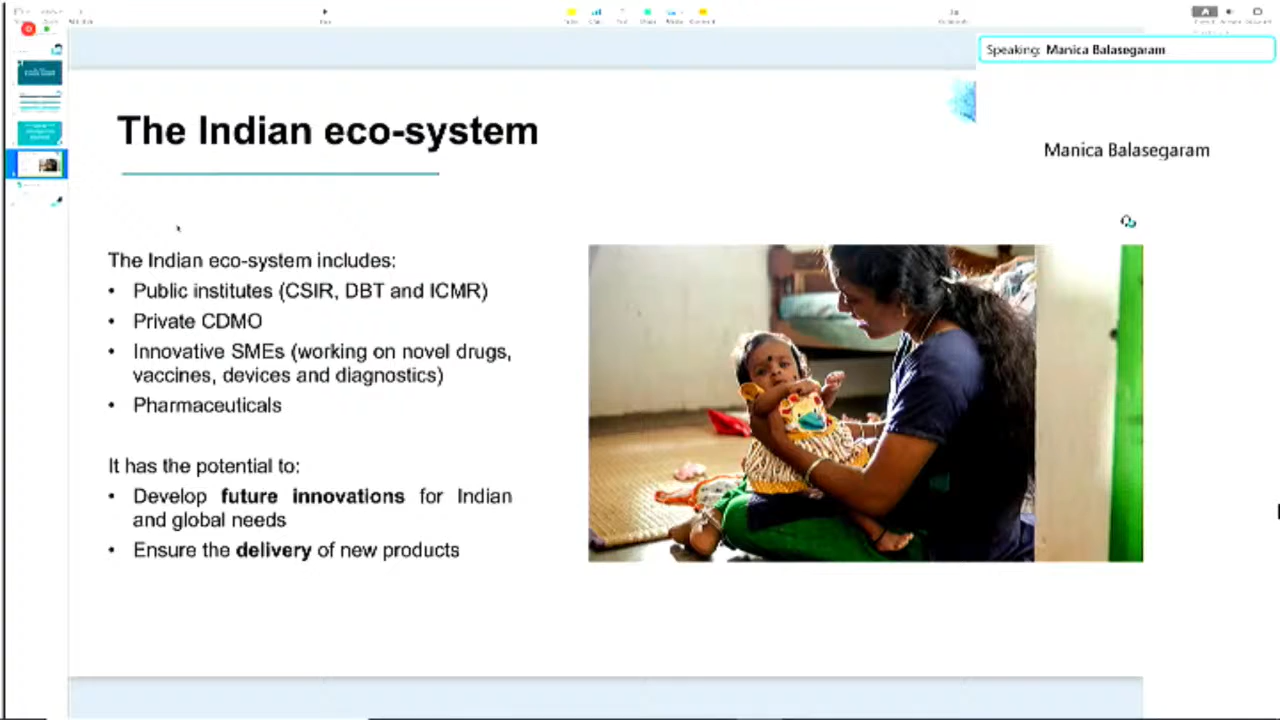 Speaking: Manica Balasegaram
The Indian eco-system
Manica Balasegaram
The Indian eco-system includes:
• Public institutes (CSIR, DBT and ICMR)
• Private CDMO
• Innovative SMEs (working on novel drugs,
vaccines, devices and diagnostics)
• Pharmaceuticals
It has the potential to:
• Develop future innovations for Indian
and global needs
• Ensure the delivery of new products